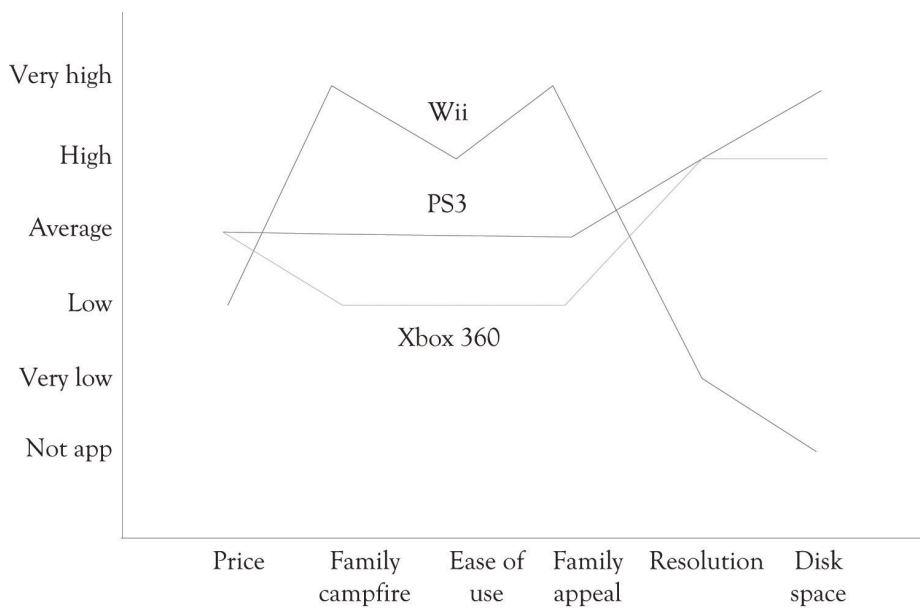 Very high
Wii
High
PS3
Average
Low
Xbox 360
Very low
Not app
Price Family Ease of Family Resolution Disk
campfire use appeal space